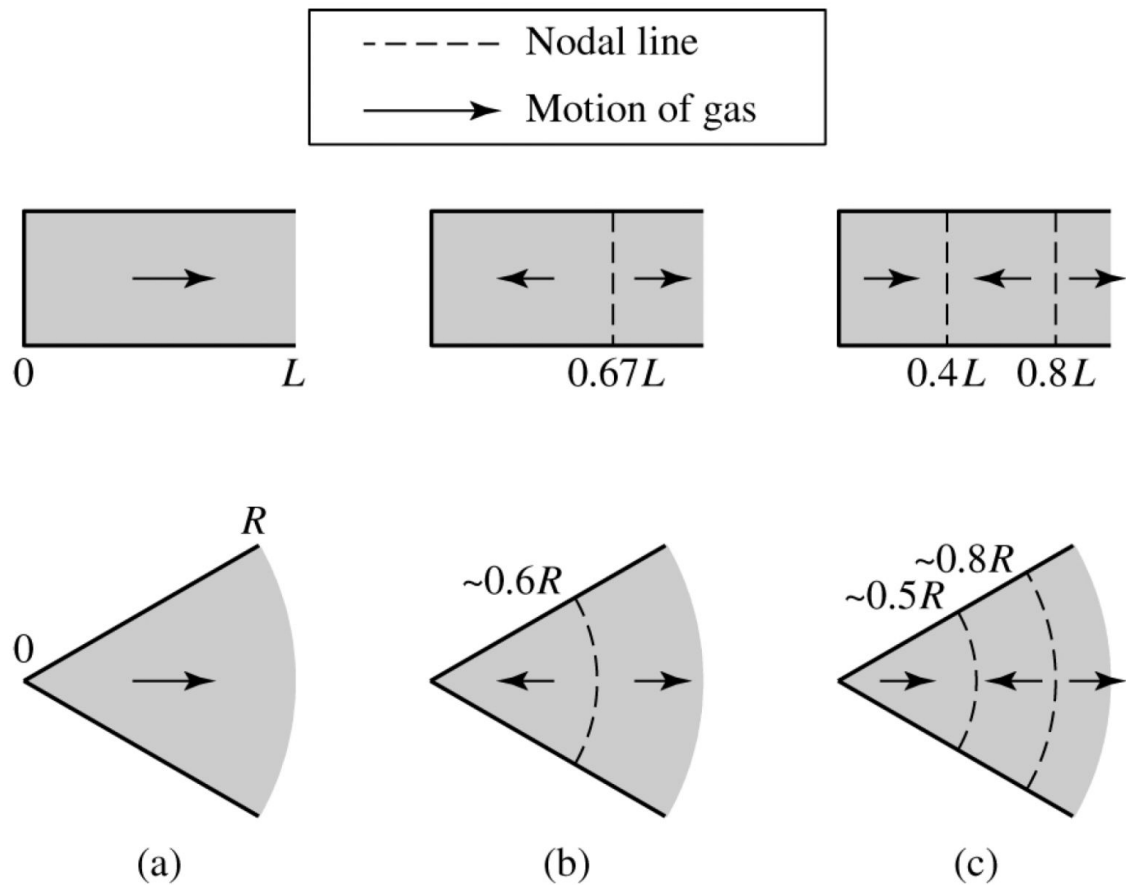 Nodal line
Motion of gas
0 L
0.67L
0.4L 0.8L
R
0
~0.6R
~0.8R
~0.5R
(a) (b) (c)